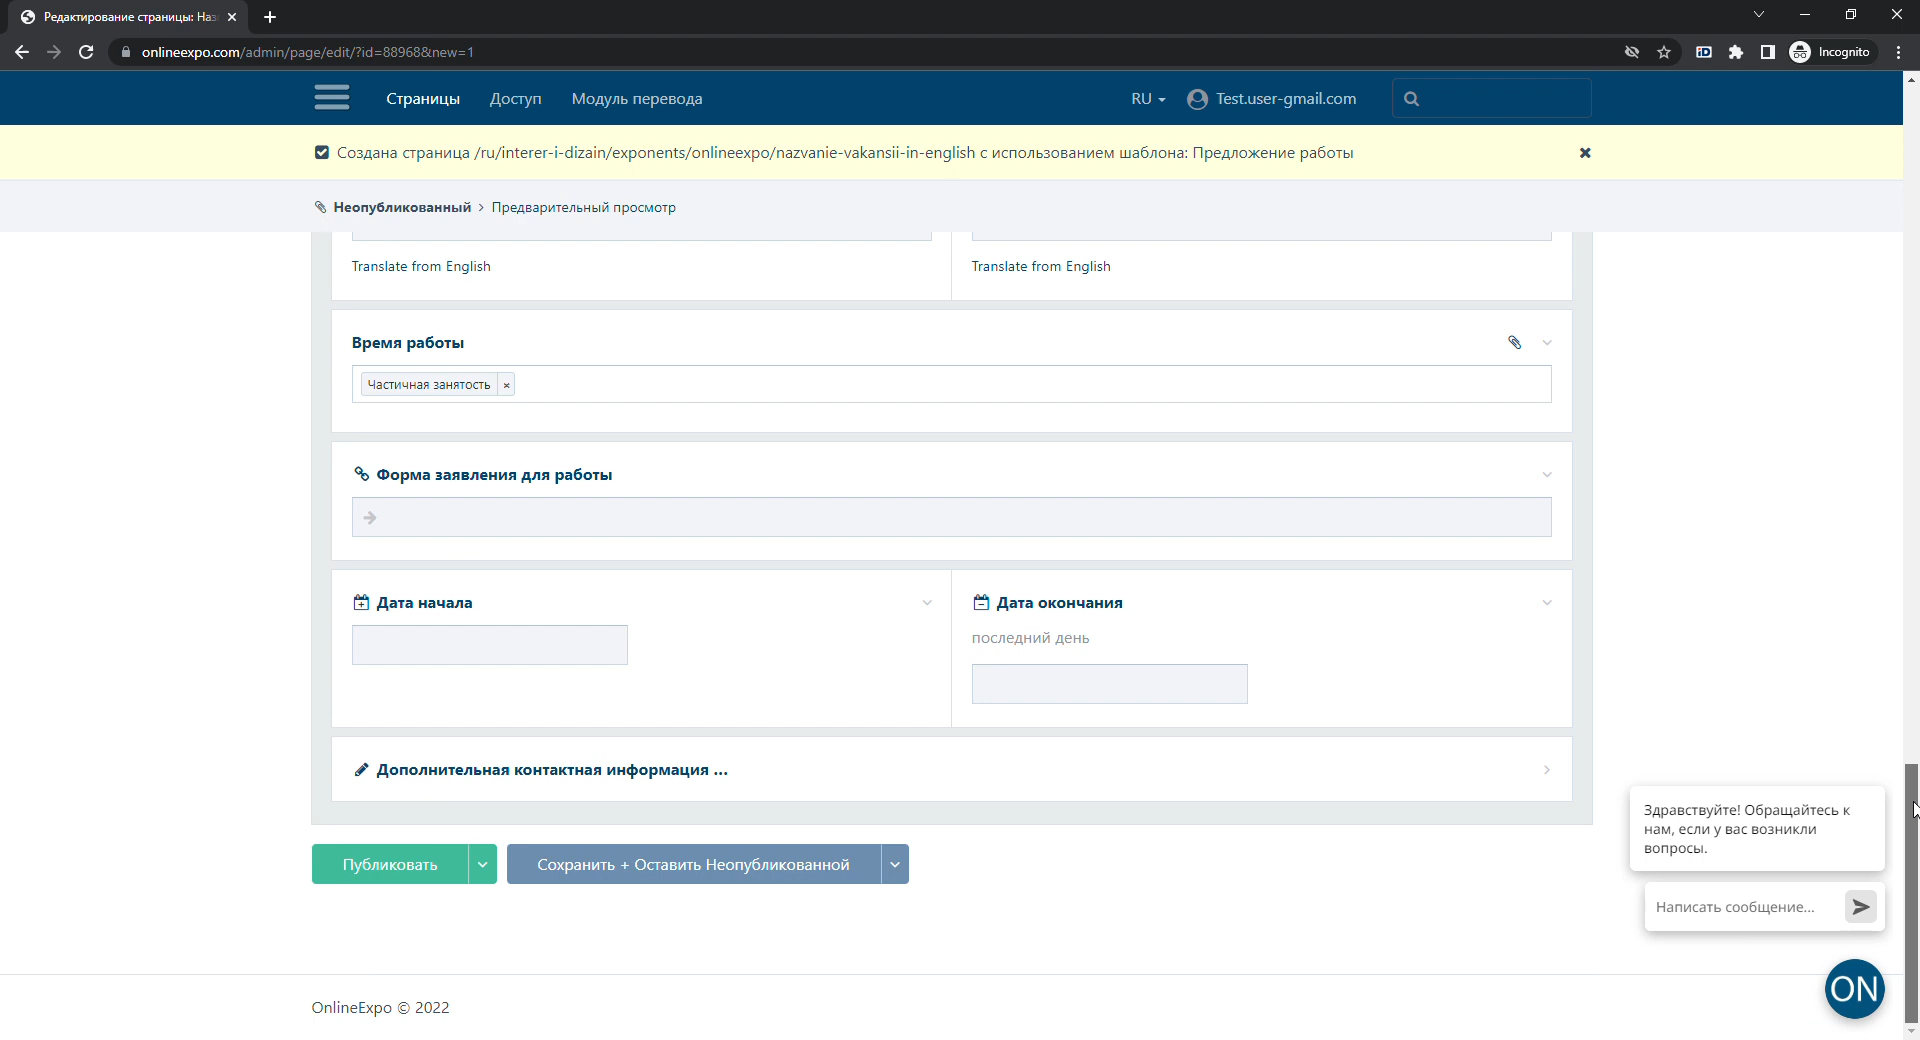 Редактирование страницы: Наз
onlineexpo.com/admin/page/edit/?id=88968&new=1
Incognito
Страницы
Доступ
Модуль перевода
RU
Test.user-gmail.com
Создана страница /ru/interer-i-dizain/exponents/onlineexpo/nazvanie-vakansii-in-english с использованием шаблона: Предложение работы
Неопубликованный > Предварительный просмотр
Translate from English
Translate from English
Время работы
Частичная занятость ×
Форма заявления для работы
Дата начала
Дата окончания
последний день
Дополнительная контактная информация ...
Публиковать
Сохранить + Оставить Неопубликованной
Здравствуйте! Обращайтесь к
нам, если у вас возникли
вопросы.
Написать сообщение...
ON
OnlineExpo © 2022